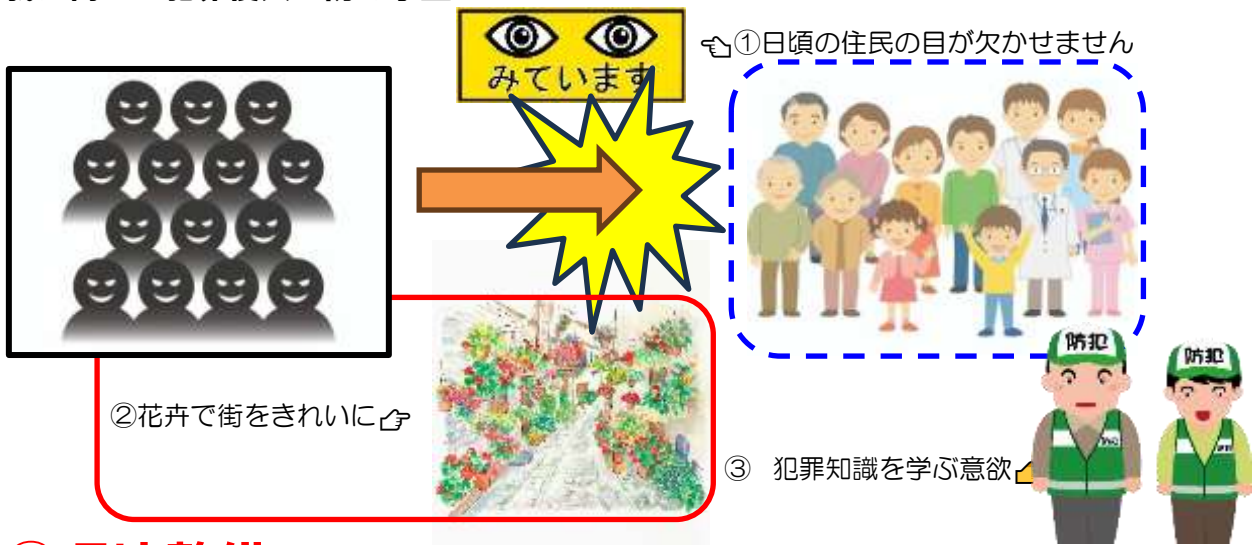 みています
①日頃の住民の目が欠かせません
防犯
防犯
②花卉で街をきれいに
③ 犯罪知識を学ぶ意欲